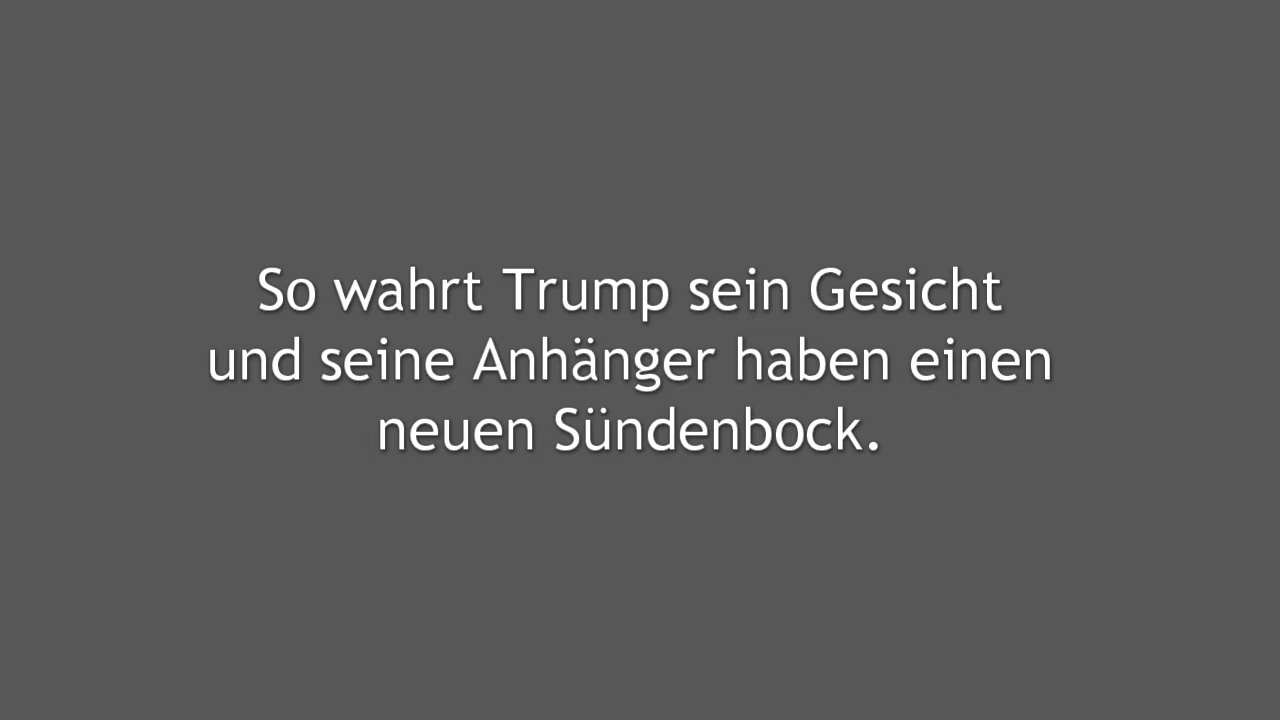 So wahrt Trump sein Gesicht
und seine Anhänger haben einen
neuen Sündenbock.